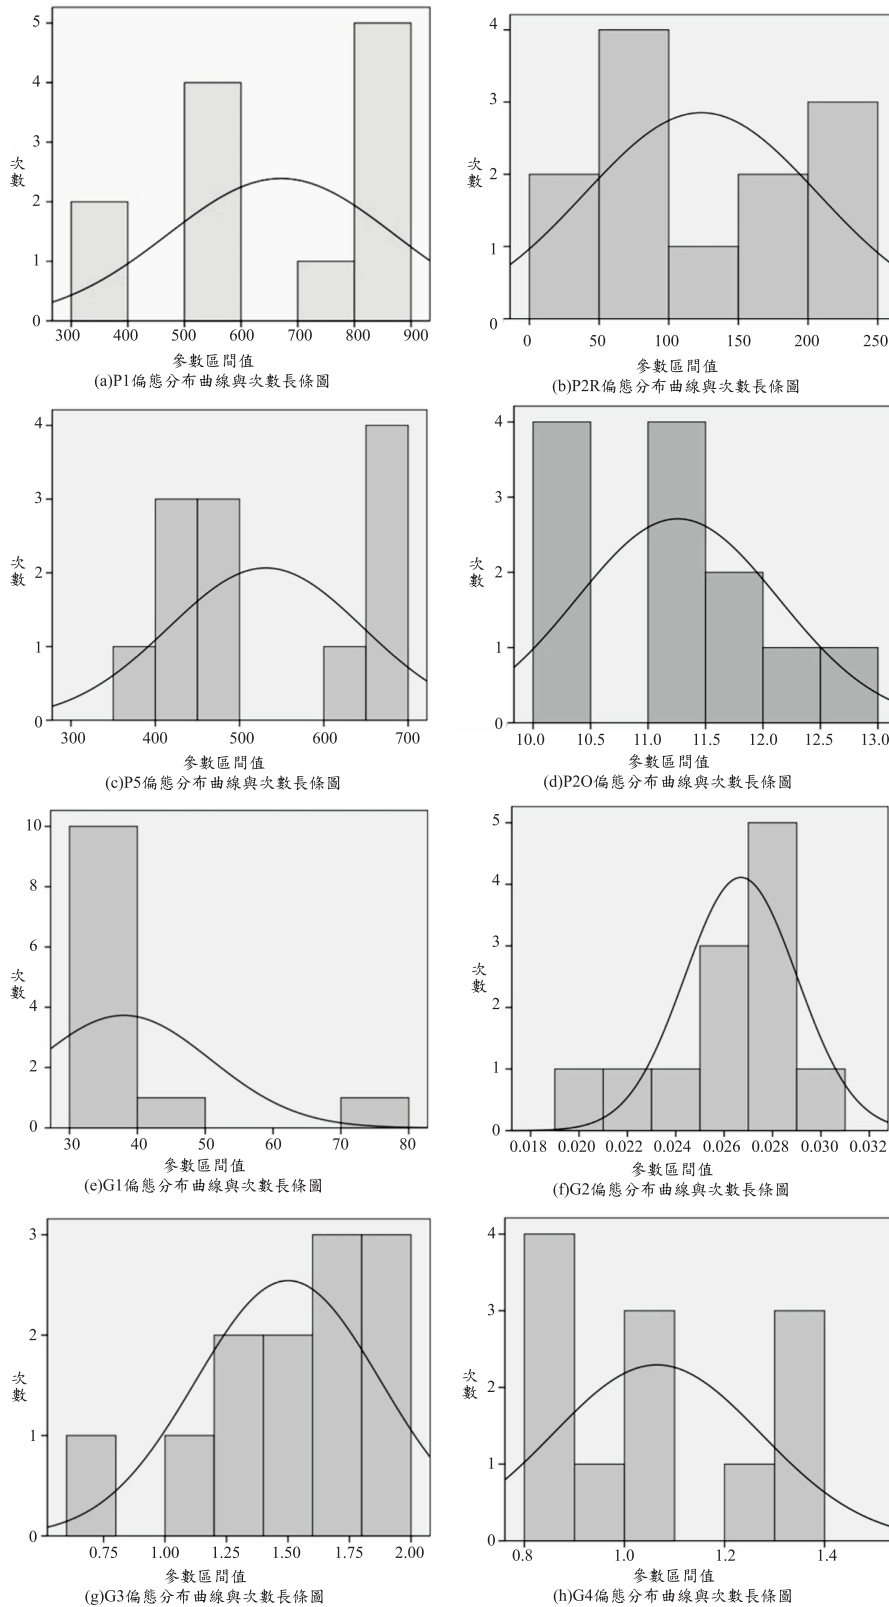 5
4
3
2
1
0
次
數
300 400 500 600 700 800 900
參數區間值
(a)P1偏態分布曲線與次數長條圖
4
3
2
1
0
次
數
0 50 100 150 200 250
參數區間值
(b)P2R偏態分布曲線與次數長條圖
4
3
2
1
0
次
數
300 400 500 600 700
參數區間值
(c)P5偏態分布曲線與次數長條圖
4
3
2
1
0
次
數
10.0 10.5 11.0 11.5 12.0 12.5 13.0
參數區間值
(d)P2O偏態分布曲線與次數長條圖
10
8
6
4
2
0
次
數
30 40 50 60 70 80
參數區間值
(e)G1偏態分布曲線與次數長條圖
5
4
3
2
1
0
次
數
0.018 0.020 0.022 0.024 0.026 0.028 0.030 0.032
參數區間值
(f)G2偏態分布曲線與次數長條圖
3
2
1
0
次
數
0.75 1.00 1.25 1.50 1.75 2.00
參數區間值
(g)G3偏態分布曲線與次數長條圖
4
3
2
1
0
次
數
0.8 1.0 1.2 1.4
參數區間值
(h)G4偏態分布曲線與次數長條圖